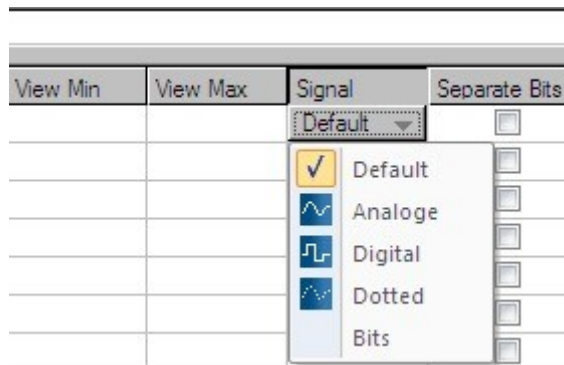 View Min View Max Signal Separate Bits
Default
Default
Analoge
Digital
Dotted
Bits